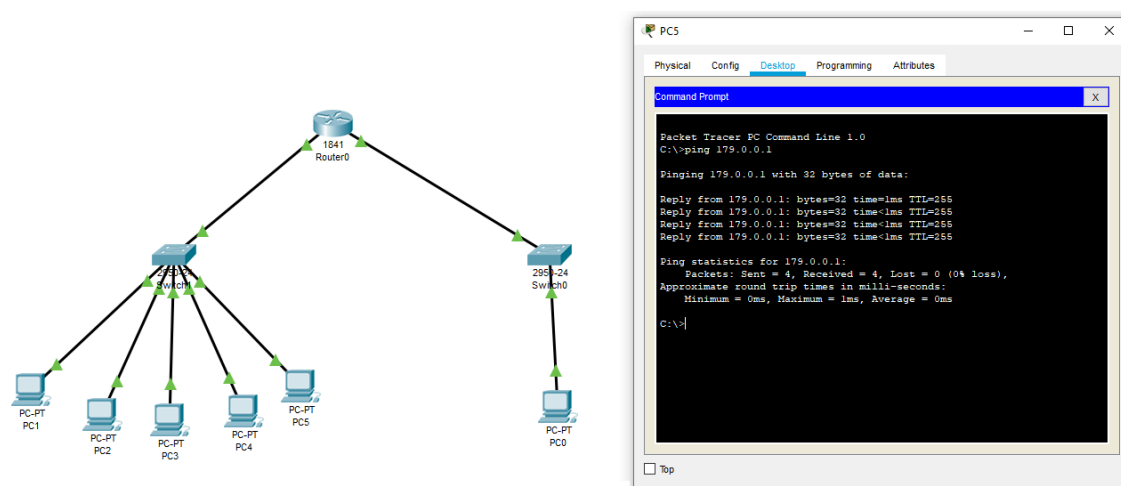 1841
Router0
2950-24
Switch1
2950-24
Switch0
PC-PT
PC1
PC-PT
PC2
PC-PT
PC3
PC-PT
PC4
PC-PT
PC5
PC-PT
PC0
PC5
Physical Config Desktop Programming Attributes
Command Prompt
X
Packet Tracer PC Command Line 1.0
C:\>ping 179.0.0.1
Pinging 179.0.0.1 with 32 bytes of data:
Reply from 179.0.0.1: bytes=32 time=1ms TTL=255
Reply from 179.0.0.1: bytes=32 time<1ms TTL=255
Reply from 179.0.0.1: bytes=32 time<1ms TTL=255
Reply from 179.0.0.1: bytes=32 time<1ms TTL=255
Ping statistics for 179.0.0.1:
Packets: Sent = 4, Received = 4, Lost = 0 (0% loss),
Approximate round trip times in milli-seconds:
Minimum = 0ms, Maximum = 1ms, Average = 0ms
C:\>
Top